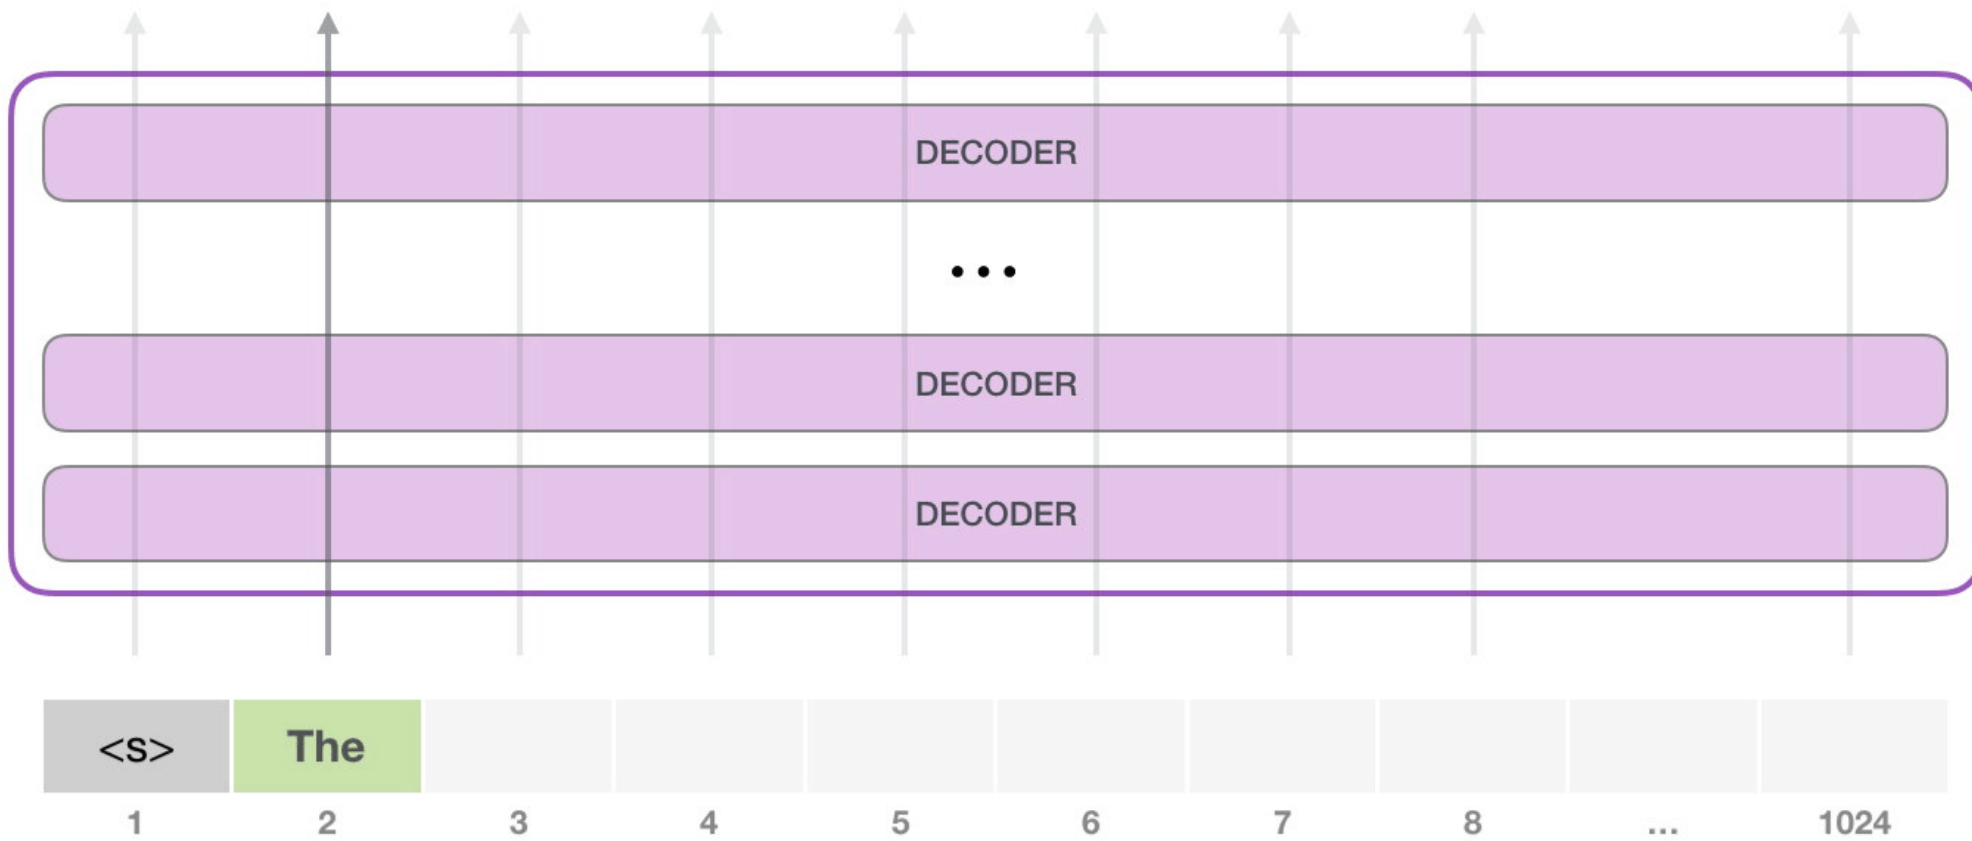 DECODER
...
DECODER
DECODER
<s> The
1 2 3 4 5 6 7 8 ... 1024